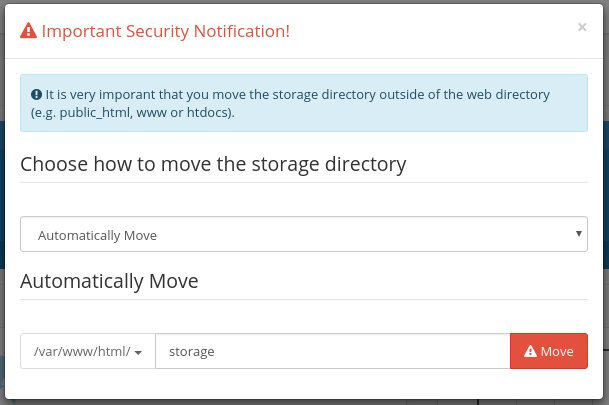 Important Security Notification!
×
It is very imporant that you move the storage directory outside of the web directory
(e.g. public_html, www or htdocs).
Choose how to move the storage directory
Automatically Move
Automatically Move
/var/www/html/ storage Move